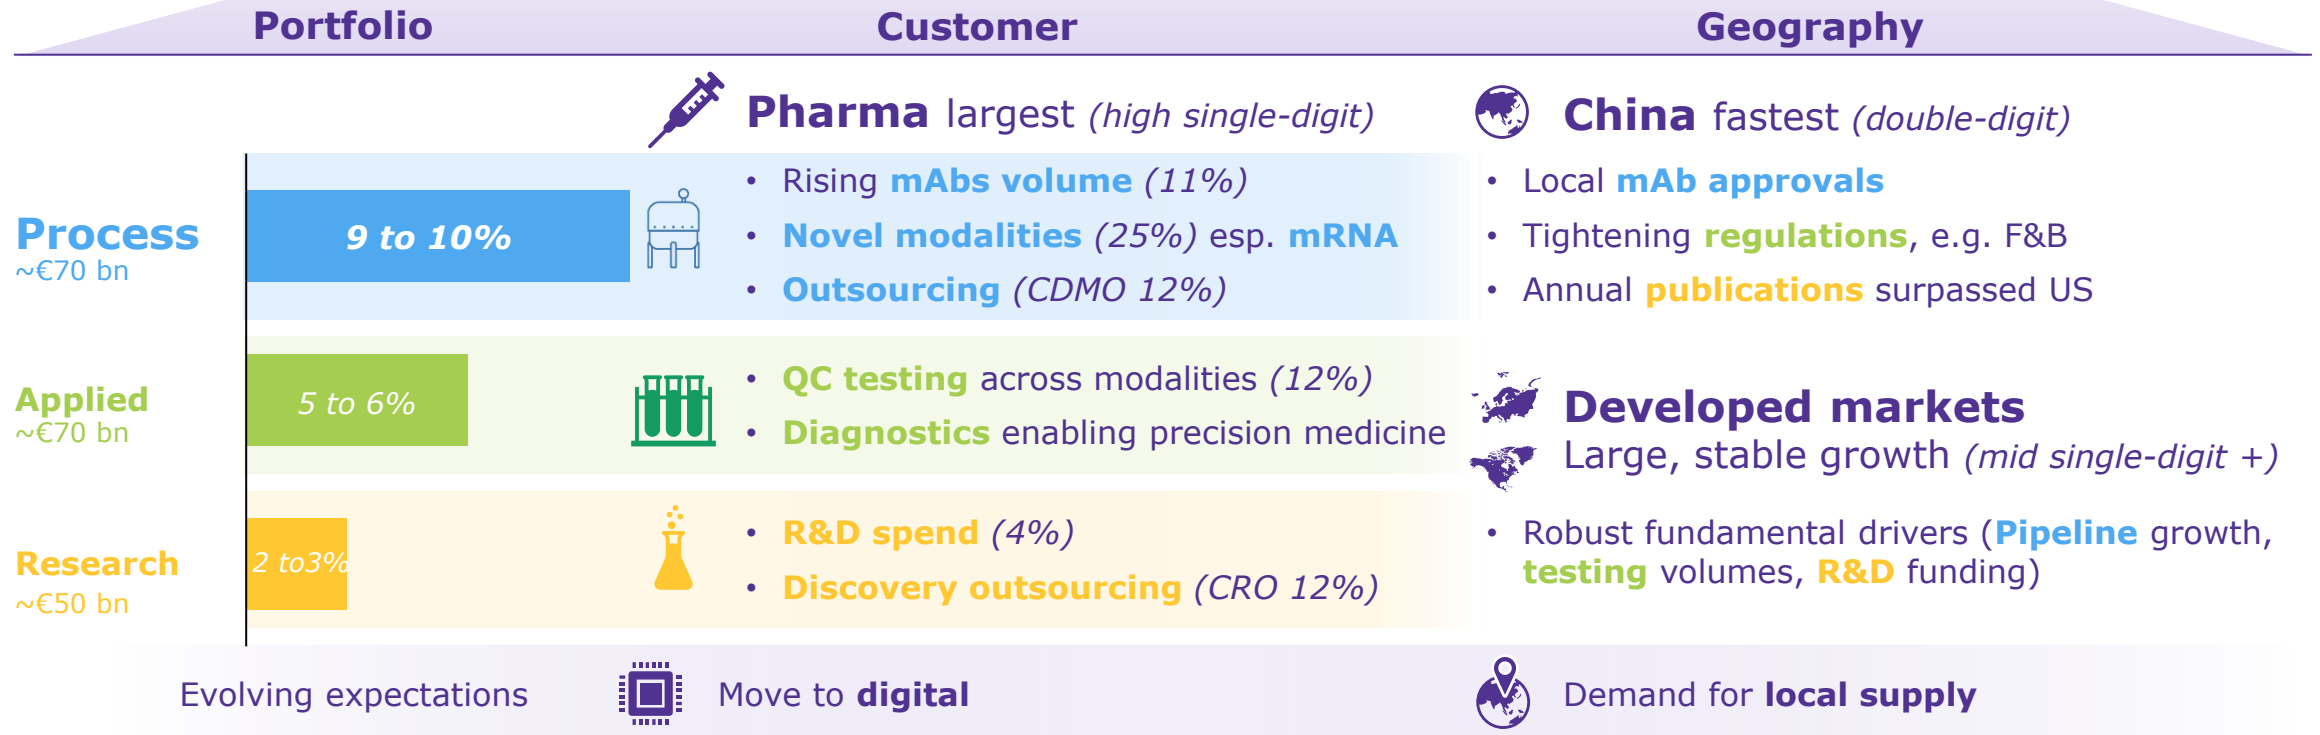 Portfolio
Customer
Geography
Pharma largest (high single-digit)
China fastest (double-digit)
Process
~€70 bn
9 to 10%
• Rising mAbs volume (11%)
• Novel modalities (25%) esp. mRNA
• Outsourcing (CDMO 12%)
• Local mAb approvals
• Tightening regulations, e.g. F&B
• Annual publications surpassed US
Applied
~€70 bn
5 to 6%
• QC testing across modalities (12%)
• Diagnostics enabling precision medicine
Developed markets
Large, stable growth (mid single-digit +)
Research
~€50 bn
2 to3%
• R&D spend (4%)
• Discovery outsourcing (CRO 12%)
• Robust fundamental drivers (Pipeline growth,
testing volumes, R&D funding)
Evolving expectations
Move to digital
Demand for local supply